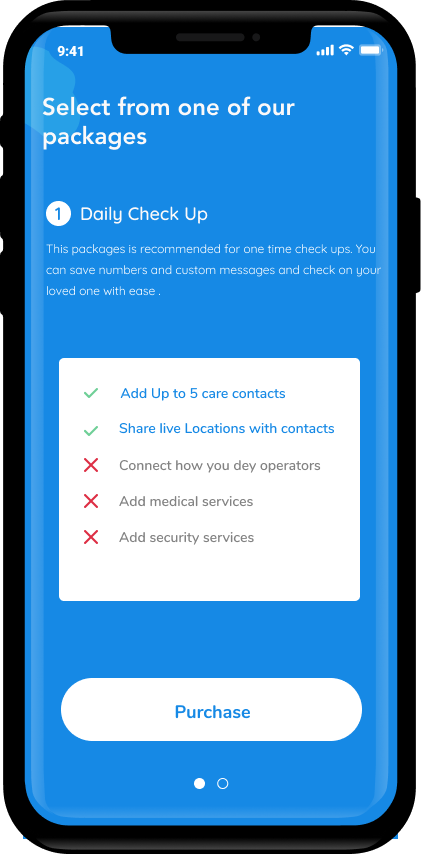 9:41
Select from one of our
packages
1 Daily Check Up
This packages is recommended for one time check ups. You
can save numbers and custom messages and check on your
loved one with ease .
Add Up to 5 care contacts
Share live Locations with contacts
Connect how you dey operators
Add medical services
Add security services
Purchase